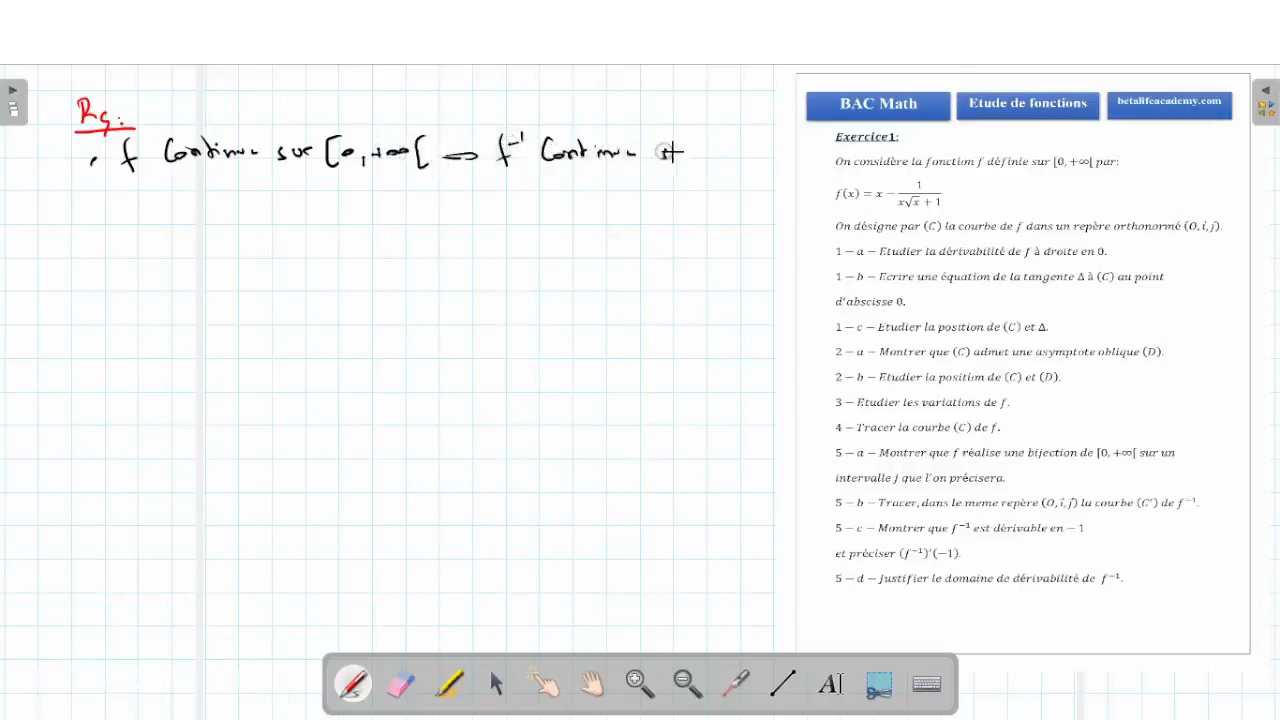 Rq:
f Continue sur [0, +∞[ ⇔ f⁻¹ Continue
BAC Math
Etude de fonctions
betalifeacademy.com
Exercice1:
On considère la fonction f définie sur [0, +∞[ par:
f(x) = x − 1/(x√x + 1)
On désigne par (C) la courbe de f dans un repère orthonormé (O, i, j).
1 − a − Etudier la dérivabilité de f à droite en 0.
1 − b − Ecrire une équation de la tangente Δ à (C) au point
d'abscisse 0.
1 − c − Etudier la position de (C) et Δ.
2 − a − Montrer que (C) admet une asymptote oblique (D).
2 − b − Etudier la position de (C) et (D).
3 − Etudier les variations de f.
4 − Tracer la courbe (C) de f.
5 − a − Montrer que f réalise une bijection de [0, +∞[ sur un
intervalle j que l'on précisera.
5 − b − Tracer, dans le meme repère (O, i, j) la courbe (C') de f⁻¹.
5 − c − Montrer que f⁻¹ est dérivable en − 1
et préciser (f⁻¹)'(−1).
5 − d − Justifier le domaine de dérivabilité de f⁻¹.
AI